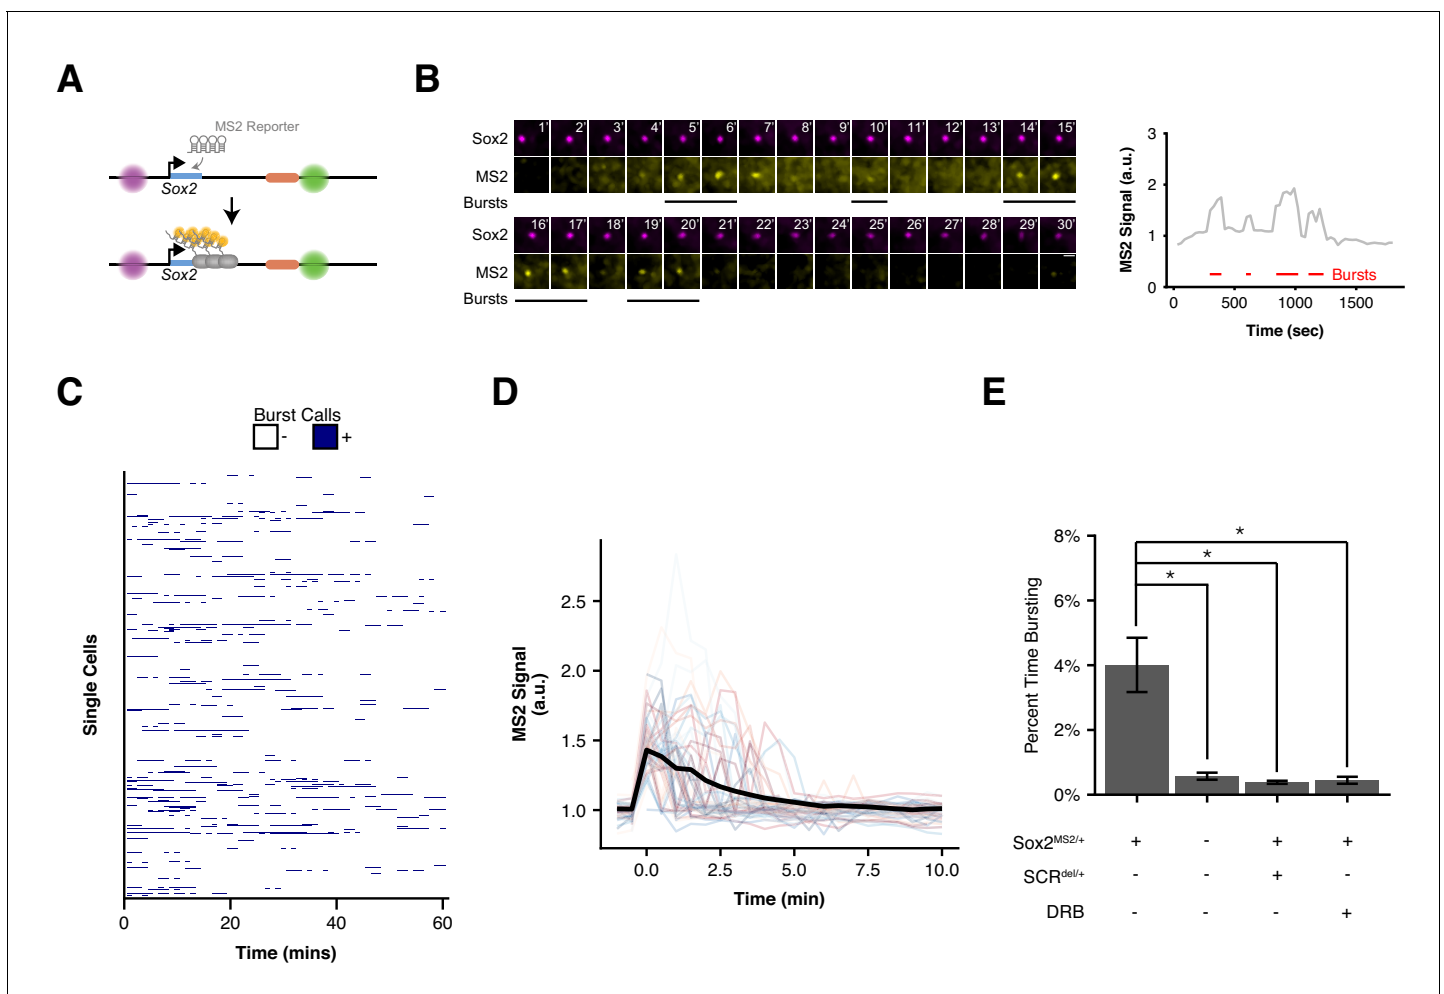 A
MS2 Reporter
Sox2
Sox2
B
Sox2
1' 2' 3' 4' 5' 6' 7' 8' 9' 10' 11' 12' 13' 14' 15'
MS2
Bursts
16' 17' 18' 19' 20' 21' 22' 23' 24' 25' 26' 27' 28' 29' 30'
Sox2
MS2
Bursts
MS2 Signal (a.u.)
3
2
1
0
Bursts
0 500 1000 1500
Time (sec)
C
Burst Calls
- +
Single Cells
0 20 40 60
Time (mins)
D
MS2 Signal
(a.u.)
2.5
2.0
1.5
1.0
0.0 2.5 5.0 7.5 10.0
Time (min)
E
Percent Time Bursting
8%
6%
4%
2%
0%
*
*
*
Sox2MS2/+ + - + +
SCRdel/+ - - + -
DRB - - - +